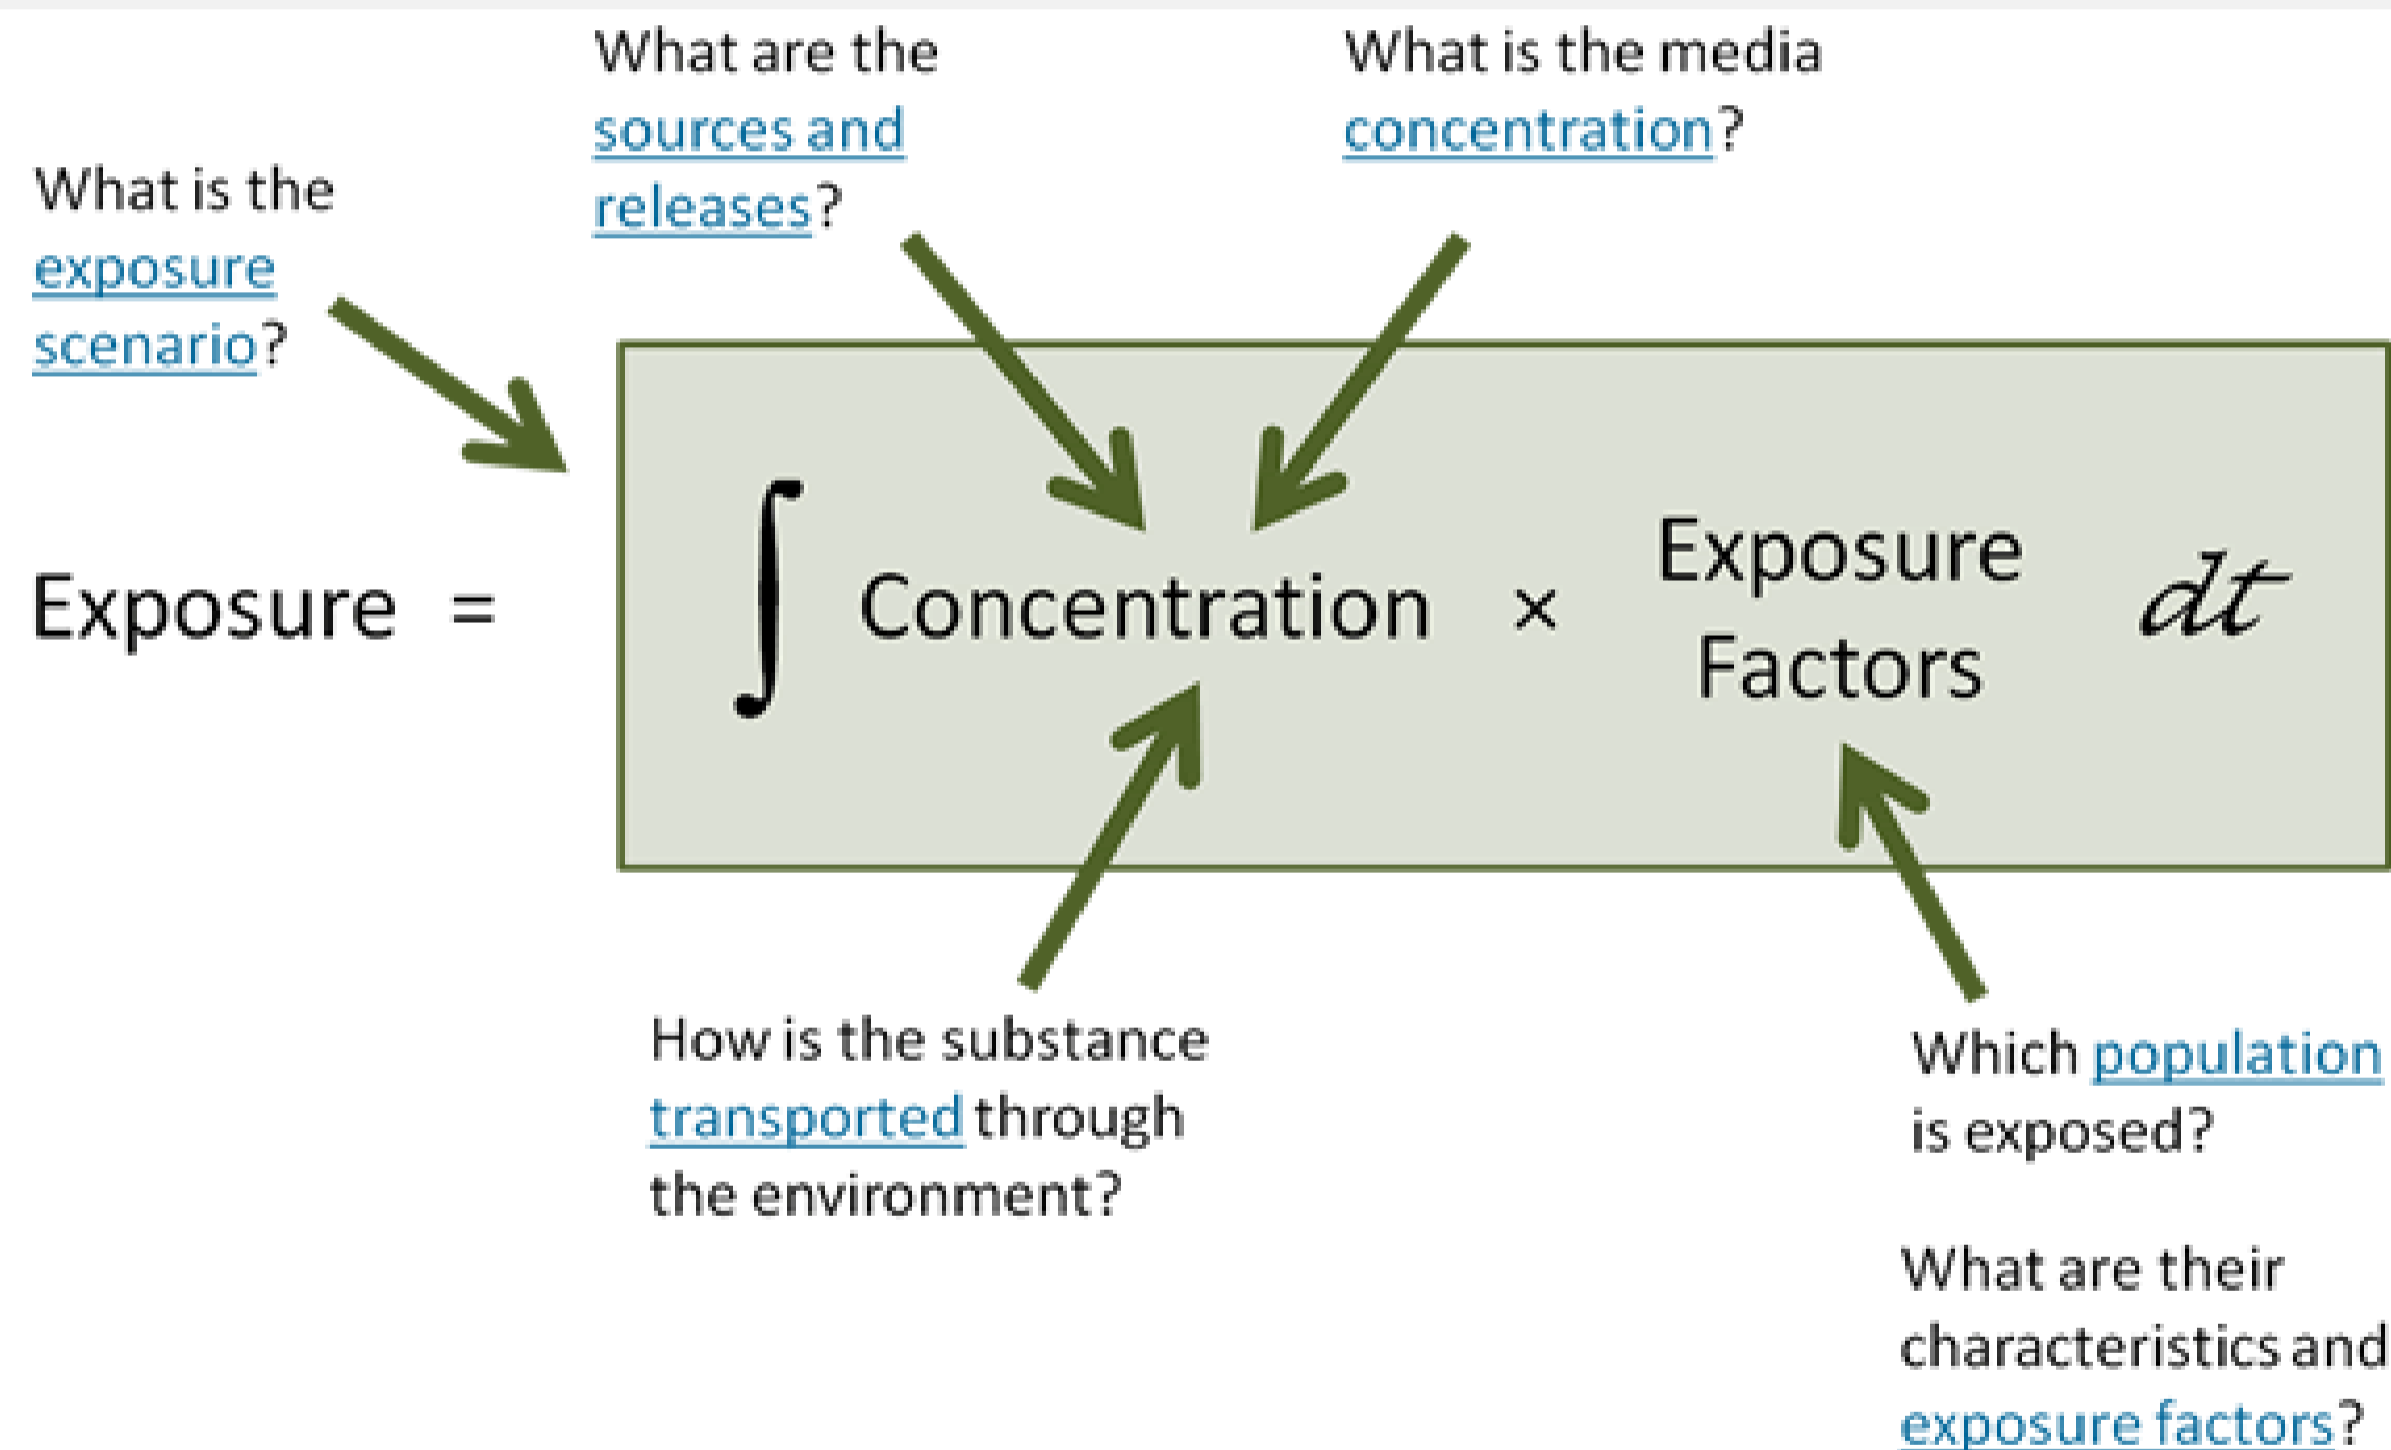 What are the
sources and
releases?
What is the media
concentration?
What is the
exposure
scenario?
Exposure = ∫ Concentration × Exposure
Factors dt
How is the substance
transported through
the environment?
Which population
is exposed?
What are their
characteristics and
exposure factors?